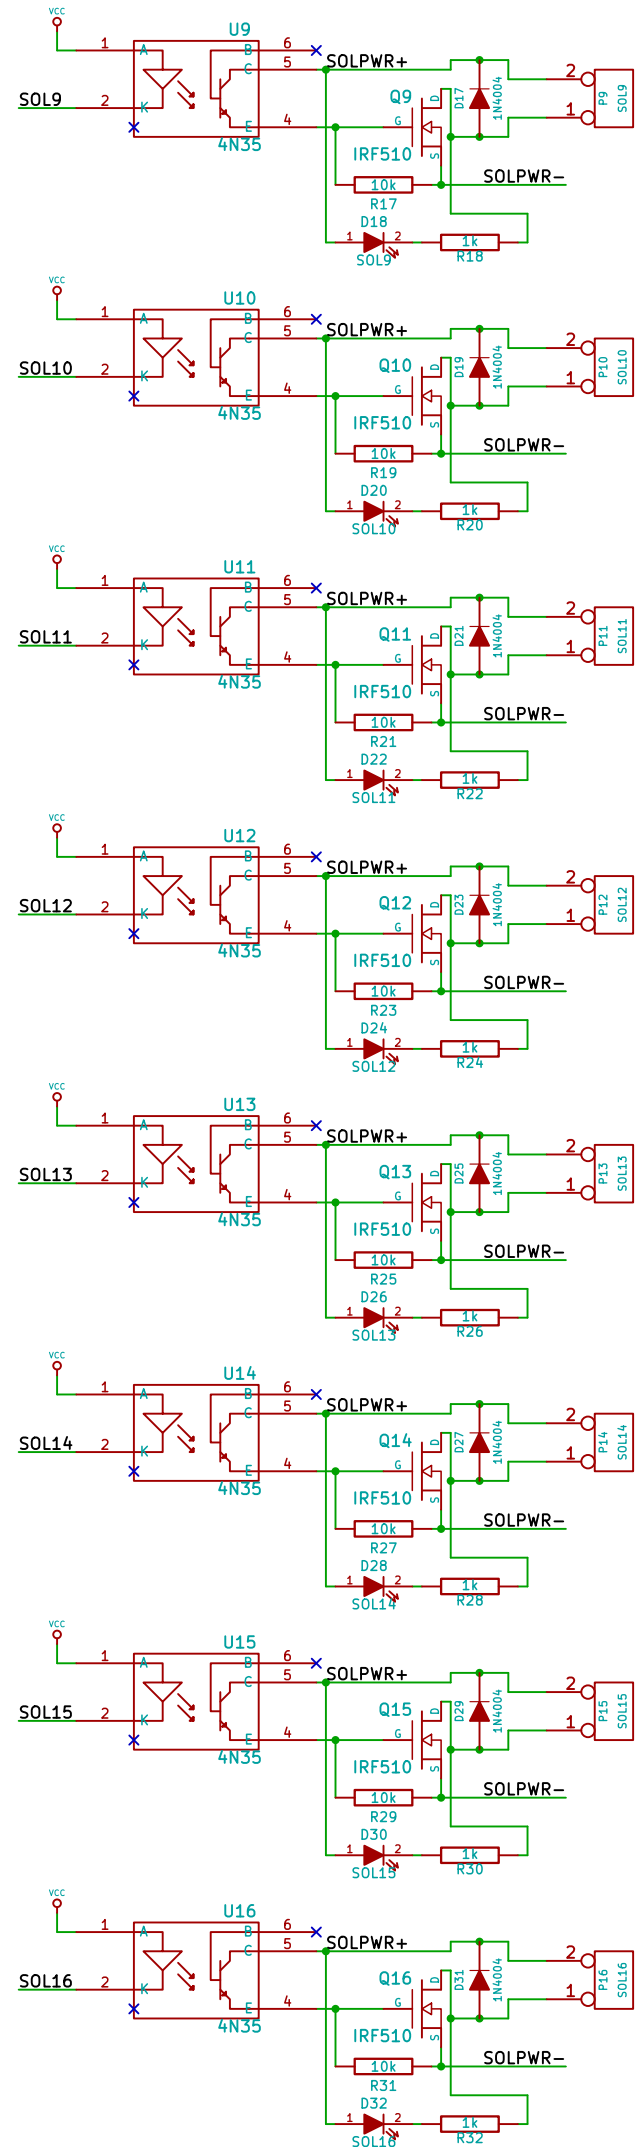 VCC
U9
1 A B 6 SOLPWR+
C 5
SOL9 2 K E 4
4N35
Q9 D G S
IRF510
D17 1N4004
2 1 P9 SOL9
SOLPWR-
10k
R17
D18
1 2 1k
SOL9 R18
VCC
U10
1 A B 6 SOLPWR+
C 5
SOL10 2 K E 4
4N35
Q10 D G S
IRF510
D19 1N4004
2 1 P10 SOL10
SOLPWR-
10k
R19
D20
1 2 1k
SOL10 R20
VCC
U11
1 A B 6 SOLPWR+
C 5
SOL11 2 K E 4
4N35
Q11 D G S
IRF510
D21 1N4004
2 1 P11 SOL11
SOLPWR-
10k
R21
D22
1 2 1k
SOL11 R22
VCC
U12
1 A B 6 SOLPWR+
C 5
SOL12 2 K E 4
4N35
Q12 D G S
IRF510
D23 1N4004
2 1 P12 SOL12
SOLPWR-
10k
R23
D24
1 2 1k
SOL12 R24
VCC
U13
1 A B 6 SOLPWR+
C 5
SOL13 2 K E 4
4N35
Q13 D G S
IRF510
D25 1N4004
2 1 P13 SOL13
SOLPWR-
10k
R25
D26
1 2 1k
SOL13 R26
VCC
U14
1 A B 6 SOLPWR+
C 5
SOL14 2 K E 4
4N35
Q14 D G S
IRF510
D27 1N4004
2 1 P14 SOL14
SOLPWR-
10k
R27
D28
1 2 1k
SOL14 R28
VCC
U15
1 A B 6 SOLPWR+
C 5
SOL15 2 K E 4
4N35
Q15 D G S
IRF510
D29 1N4004
2 1 P15 SOL15
SOLPWR-
10k
R29
D30
1 2 1k
SOL15 R30
VCC
U16
1 A B 6 SOLPWR+
C 5
SOL16 2 K E 4
4N35
Q16 D G S
IRF510
D31 1N4004
2 1 P16 SOL16
SOLPWR-
10k
R31
D32
1 2 1k
SOL16 R32